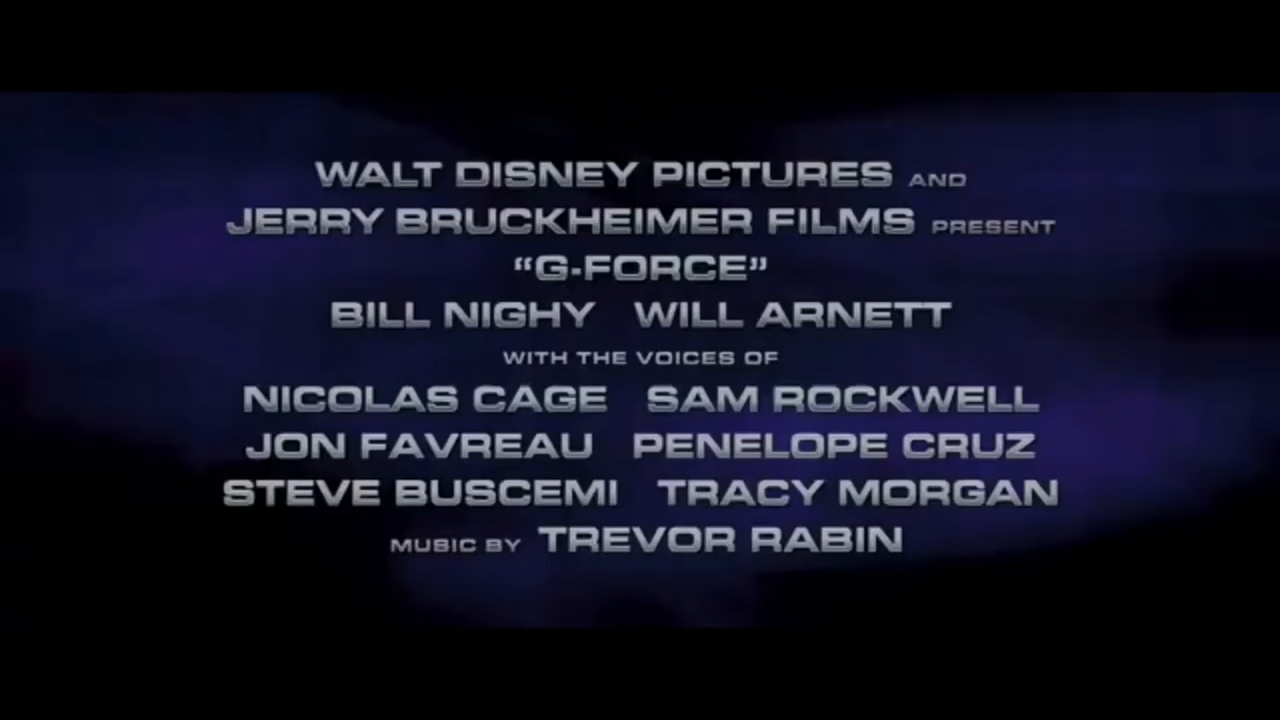 WALT DISNEY PICTURES AND
JERRY BRUCKHEIMER FILMS PRESENT
“G-FORCE”
BILL NIGHY WILL ARNETT
WITH THE VOICES OF
NICOLAS CAGE SAM ROCKWELL
JON FAVREAU PENELOPE CRUZ
STEVE BUSCEMI TRACY MORGAN
MUSIC BY TREVOR RABIN